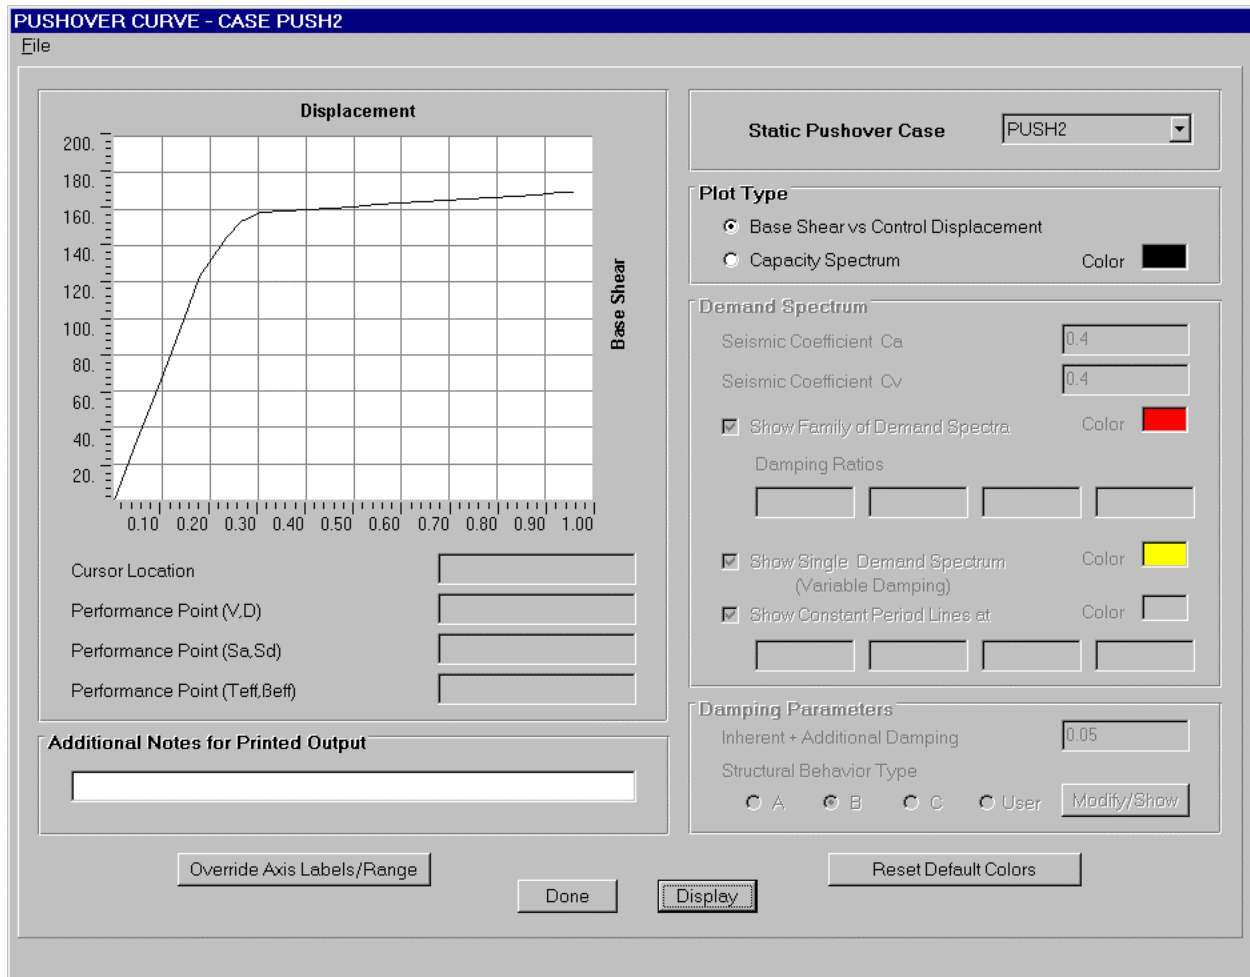 PUSHOVER CURVE - CASE PUSH2
File
Displacement
200.
180.
160.
140.
120.
100.
80.
60.
40.
20.
0.10 0.20 0.30 0.40 0.50 0.60 0.70 0.80 0.90 1.00
Base Shear
Cursor Location
Performance Point (V,D)
Performance Point (Sa,Sd)
Performance Point (Teff,Beff)
Additional Notes for Printed Output
Static Pushover Case PUSH2
Plot Type
Base Shear vs Control Displacement
Capacity Spectrum Color
Demand Spectrum
Seismic Coefficient Ca 0.4
Seismic Coefficient Cv 0.4
Show Family of Demand Spectra Color
Damping Ratios
Show Single Demand Spectrum Color
(Variable Damping)
Show Constant Period Lines at Color
Damping Parameters
Inherent + Additional Damping 0.05
Structural Behavior Type
A B C User Modify/Show
Override Axis Labels/Range
Reset Default Colors
Done
Display